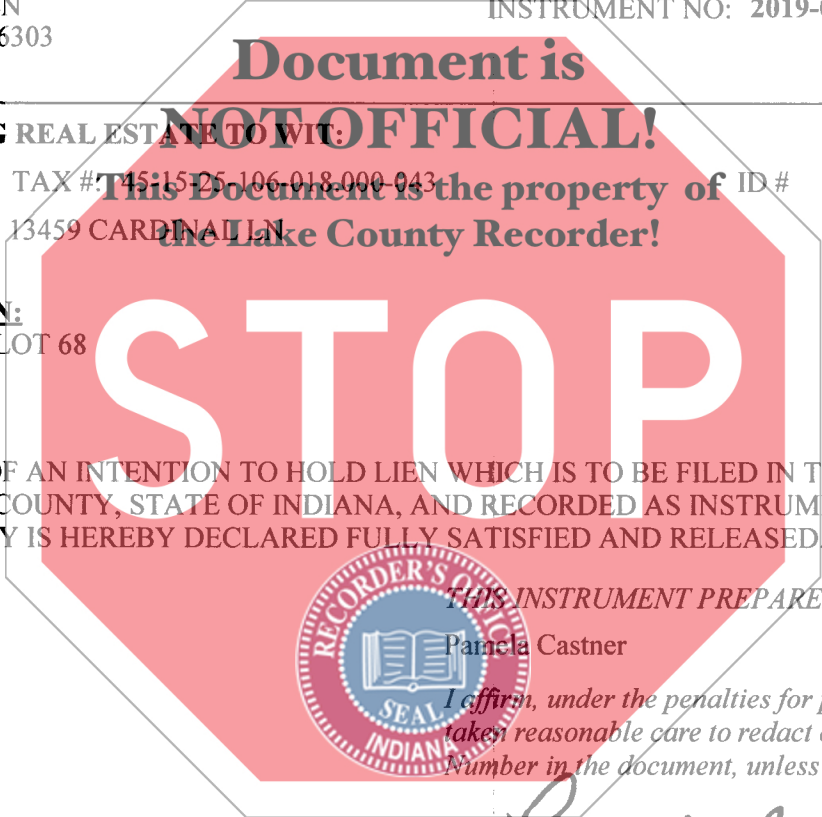 N
INSTRUMENT NO: 2019-0
6303
Document is
NOT OFFICIAL!
G REAL ESTATE TO WIT:
TAX #: 45-15-25-106-018.000-043 ID #
This Document is the property of
13459 CARDINAL LN
the Lake County Recorder!
N:
LOT 68
STOP
OF AN INTENTION TO HOLD LIEN WHICH IS TO BE FILED IN T
COUNTY, STATE OF INDIANA, AND RECORDED AS INSTRUM
Y IS HEREBY DECLARED FULLY SATISFIED AND RELEASED.
RECORDER'S OFFICE
SEAL
INDIANA
THIS INSTRUMENT PREPARE
Pamela Castner
I affirm, under the penalties for p
taken reasonable care to redact e
Number in the document, unless